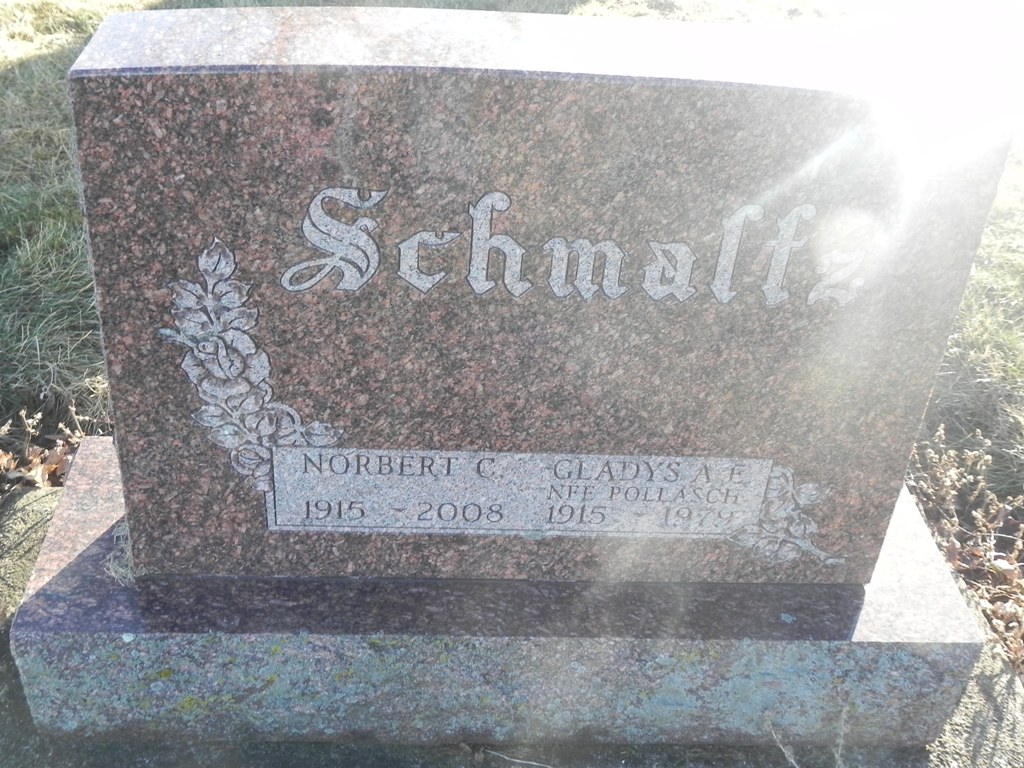 Schmaltz
NORBERT C. GLADYS A.E.
NEE POLLASCH
1915 - 2008 1915 - 1979